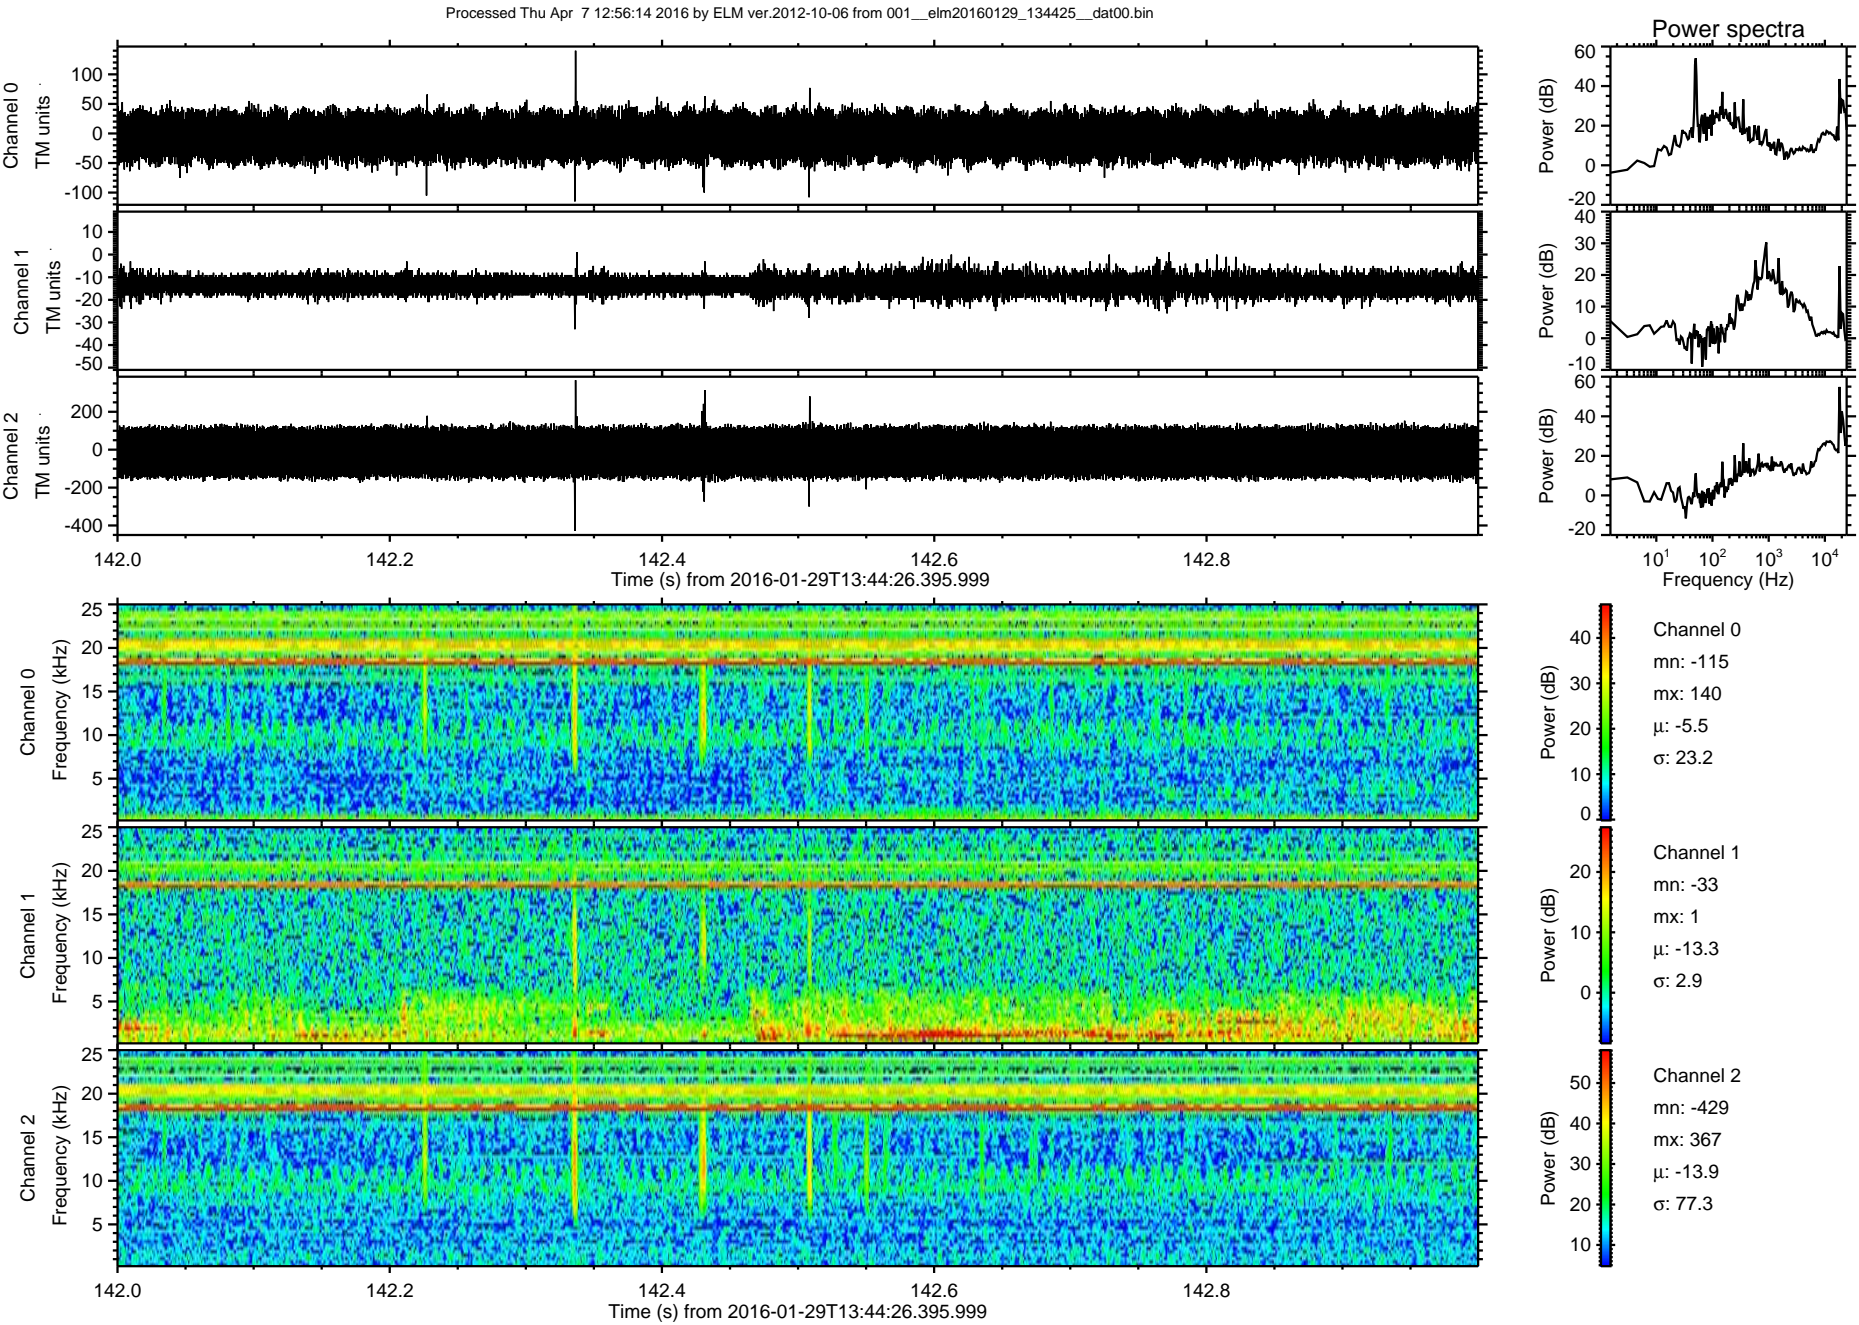 Processed Thu Apr 7 12:56:14 2016 by ELM ver.2012-10-06 from 001__elm20160129_134425__dat00.bin
Power spectra
Channel 0
TM units
100
50
0
-50
-100
Power (dB)
60
40
20
0
-20
Channel 1
TM units
10
0
-10
-20
-30
-40
-50
Power (dB)
40
30
20
10
0
-10
Channel 2
TM units
200
0
-200
-400
Power (dB)
60
40
20
0
-20
142.0 142.2 142.4 142.6 142.8
Time (s) from 2016-01-29T13:44:26.395.999
10¹ 10² 10³ 10⁴
Frequency (Hz)
Channel 0
Frequency (kHz)
25
20
15
10
5
Power (dB)
40
30
20
10
0
Channel 0
mn: -115
mx: 140
µ: -5.5
σ: 23.2
Channel 1
Frequency (kHz)
25
20
15
10
5
Power (dB)
20
10
0
Channel 1
mn: -33
mx: 1
µ: -13.3
σ: 2.9
Channel 2
Frequency (kHz)
25
20
15
10
5
Power (dB)
50
40
30
20
10
Channel 2
mn: -429
mx: 367
µ: -13.9
σ: 77.3
142.0 142.2 142.4 142.6 142.8
Time (s) from 2016-01-29T13:44:26.395.999